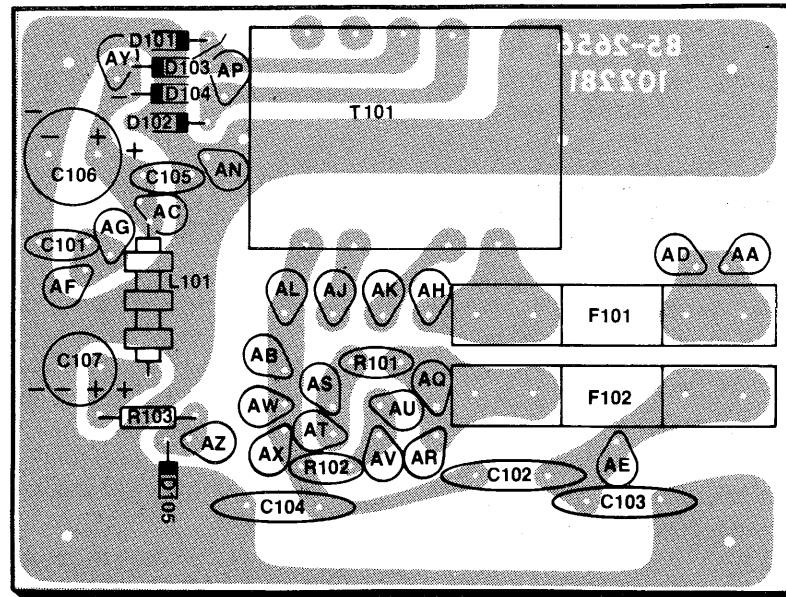 D101
85-2656
AY
D103
AP
102281
D104
T101
D102
- - + +
C106
C105
AN
AC
AG
C101
AD
AA
AF
L101
AL
AJ
AK
AH
F101
C107
AB
R101
AS
AQ
- - + +
F102
AW
AU
R103
AT
AZ
AX
R102
AV
AR
AE
C102
D105
C104
C103